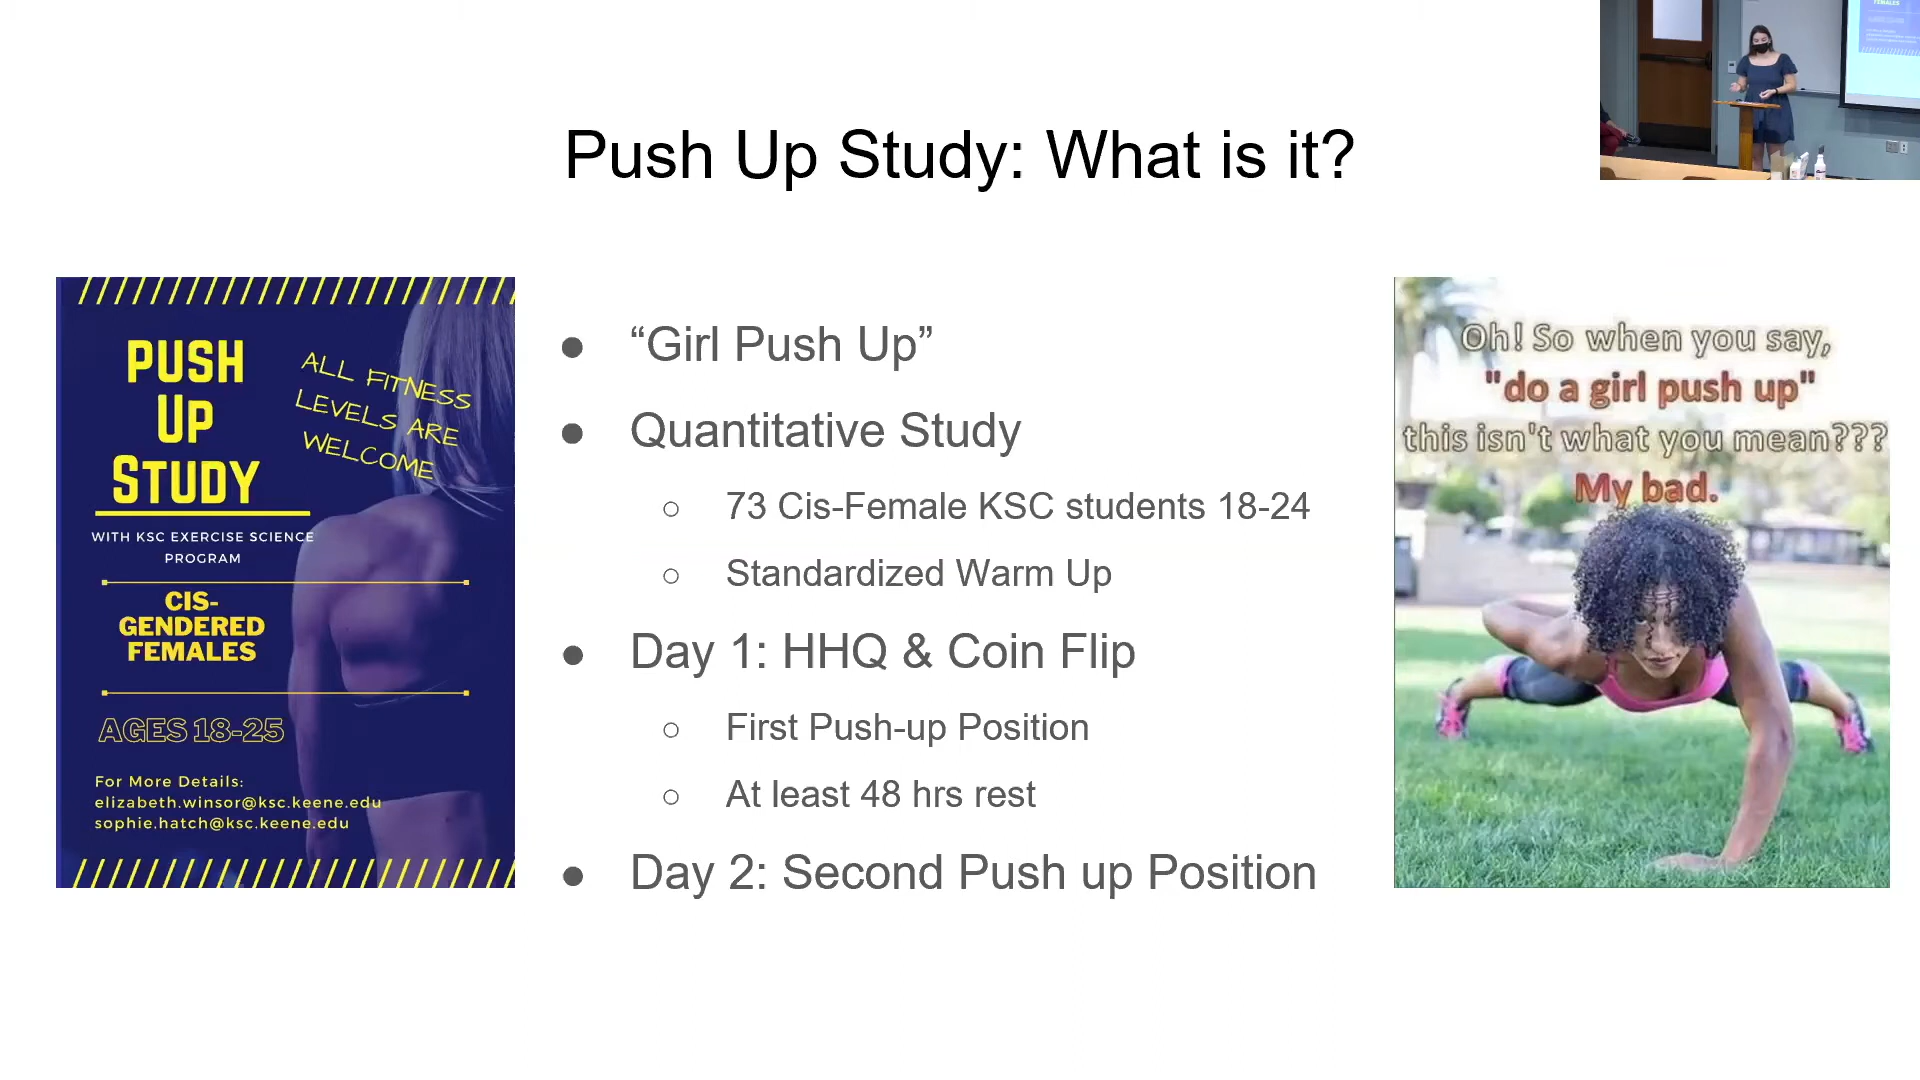 FEMALES
Push Up Study: What is it?
PUSH
UP
STUDY
ALL FITNESS
LEVELS ARE
WELCOME
WITH KSC EXERCISE SCIENCE
PROGRAM
CIS-
GENDERED
FEMALES
AGES 18-25
For More Details:
elizabeth.winsor@ksc.keene.edu
sophie.hatch@ksc.keene.edu
● “Girl Push Up”
● Quantitative Study
○ 73 Cis-Female KSC students 18-24
○ Standardized Warm Up
● Day 1: HHQ & Coin Flip
○ First Push-up Position
○ At least 48 hrs rest
● Day 2: Second Push up Position
Oh! So when you say,
"do a girl push up"
this isn't what you mean???
My bad.